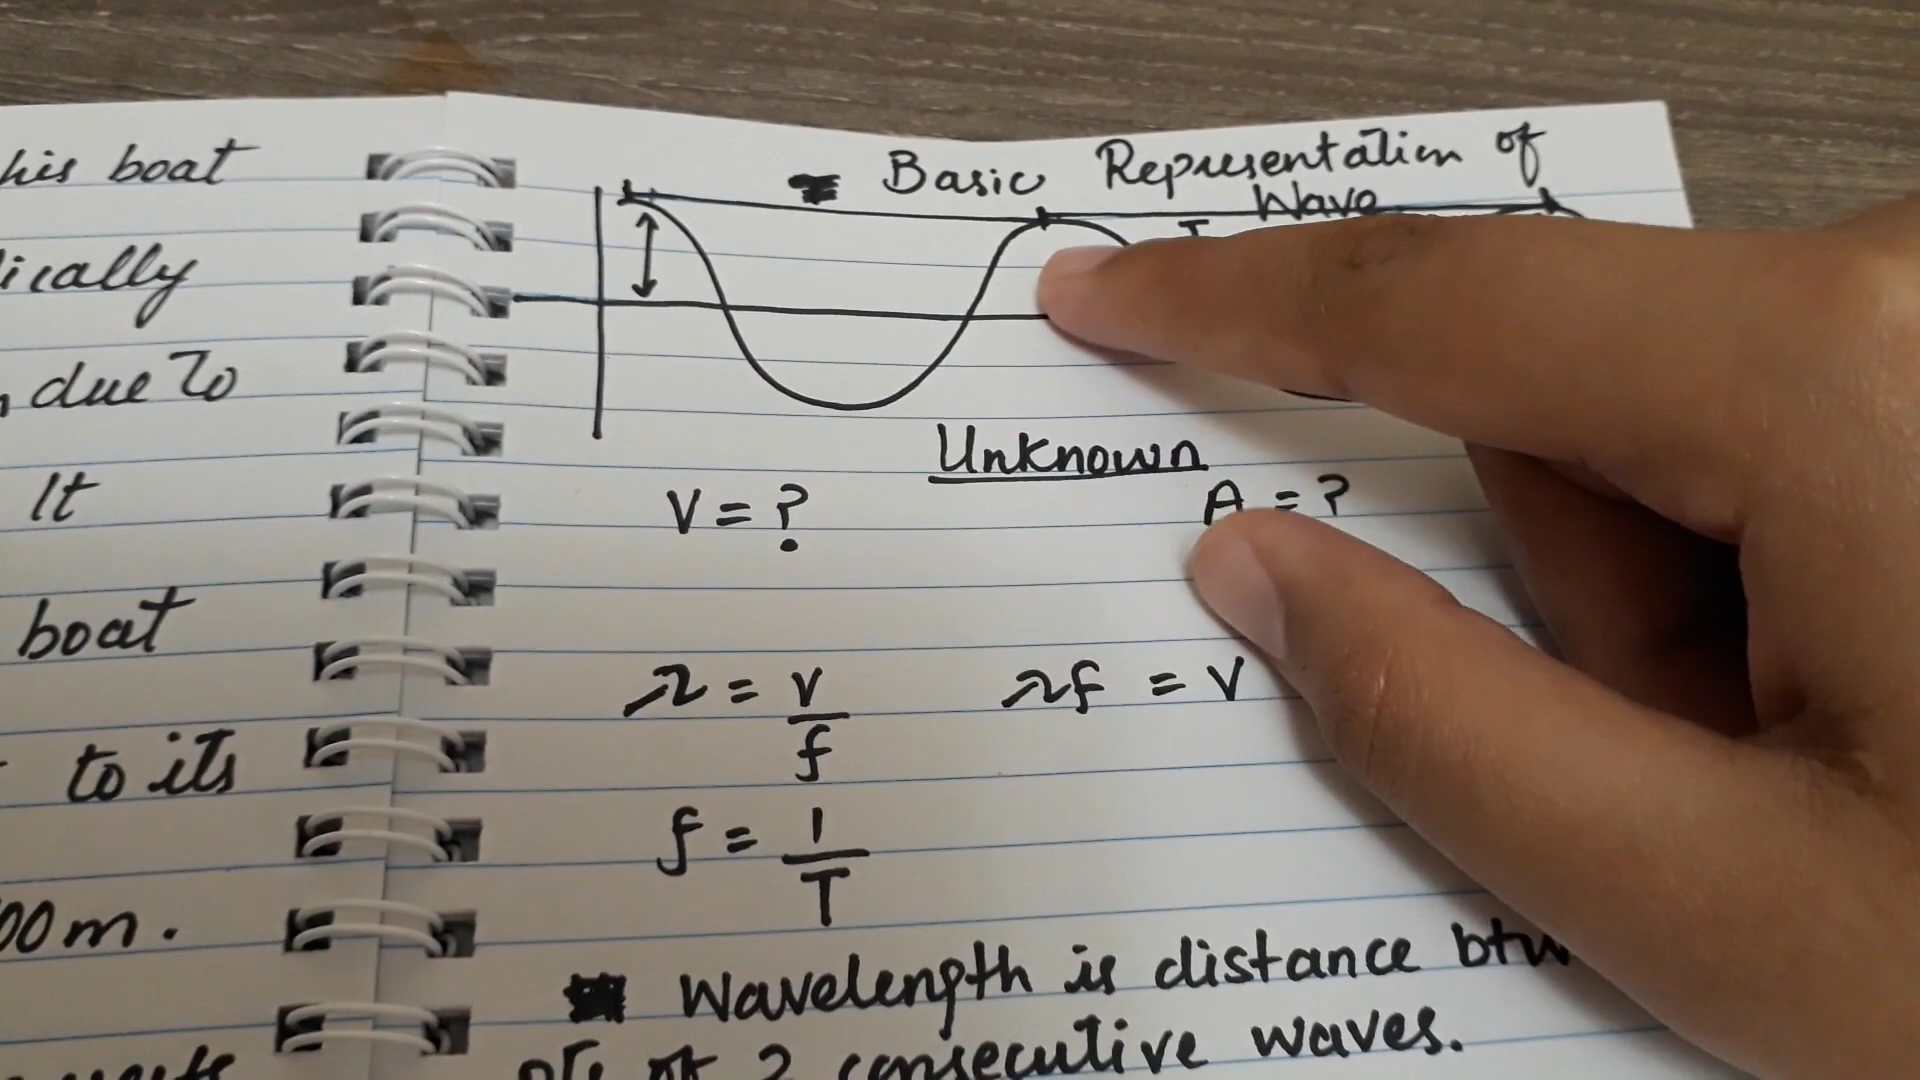 his boat
ically
due to
It
boat
to its
00m.
Basic Representation of
Wave
T
Unknown
V = ?
A = ?
λ = v/f
λf = V
f = 1/T
Wavelength is distance btw
of 2 consecutive waves.